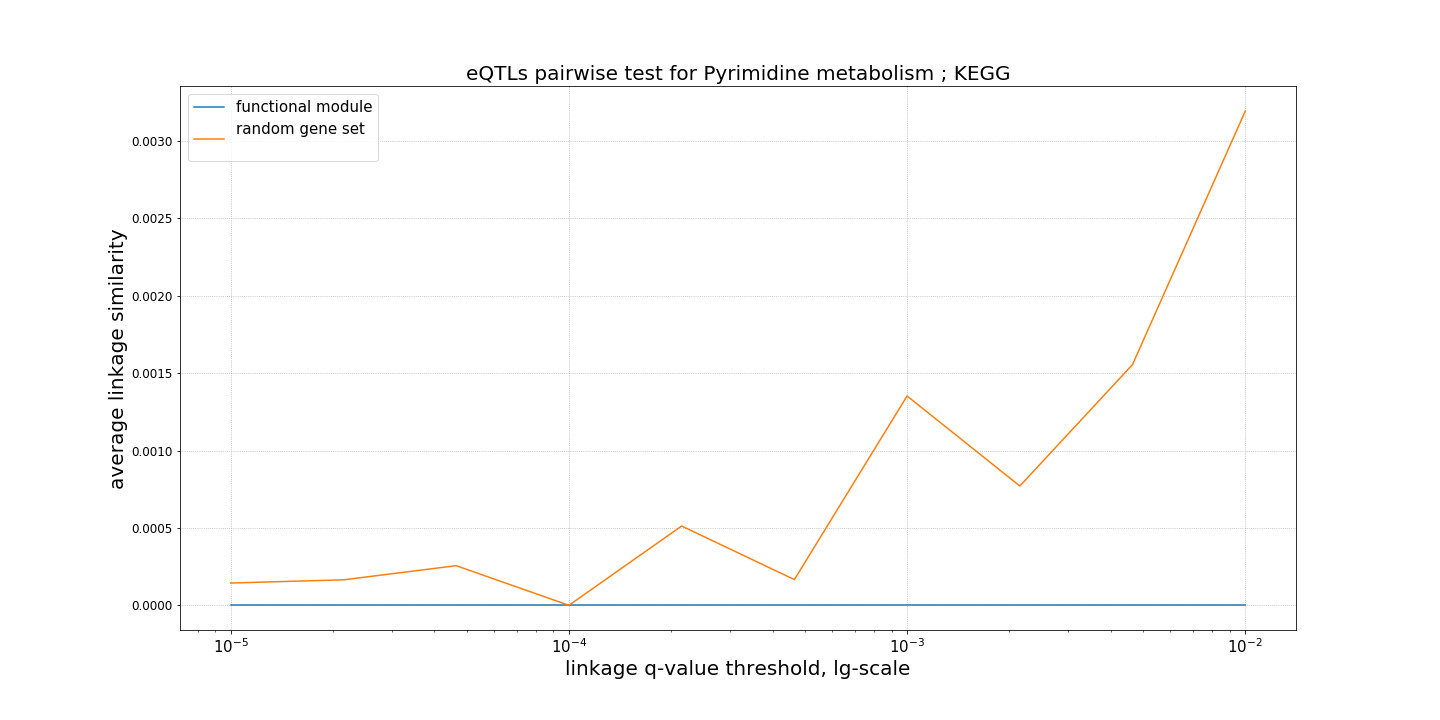 eQTLs pairwise test for Pyrimidine metabolism ; KEGG
functional module
random gene set
average linkage similarity
0.0030
0.0025
0.0020
0.0015
0.0010
0.0005
0.0000
10⁻⁵ 10⁻⁴ 10⁻³ 10⁻²
linkage q-value threshold, lg-scale